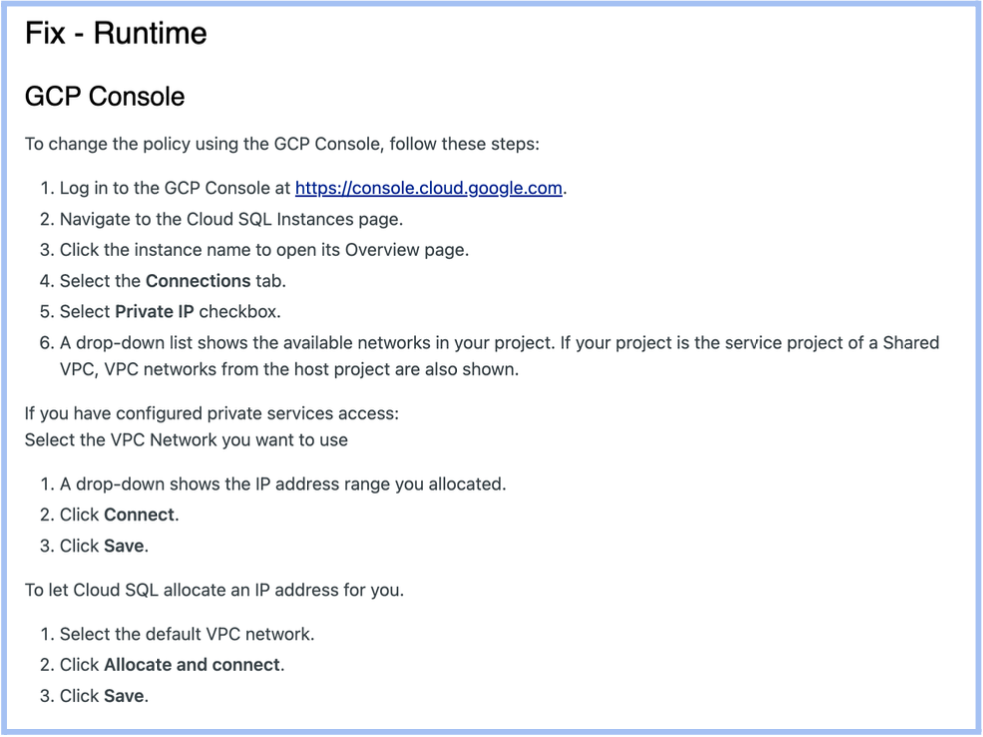 Fix - Runtime
GCP Console
To change the policy using the GCP Console, follow these steps:
1. Log in to the GCP Console at https://console.cloud.google.com.
2. Navigate to the Cloud SQL Instances page.
3. Click the instance name to open its Overview page.
4. Select the Connections tab.
5. Select Private IP checkbox.
6. A drop-down list shows the available networks in your project. If your project is the service project of a Shared
VPC, VPC networks from the host project are also shown.
If you have configured private services access:
Select the VPC Network you want to use
1. A drop-down shows the IP address range you allocated.
2. Click Connect.
3. Click Save.
To let Cloud SQL allocate an IP address for you.
1. Select the default VPC network.
2. Click Allocate and connect.
3. Click Save.